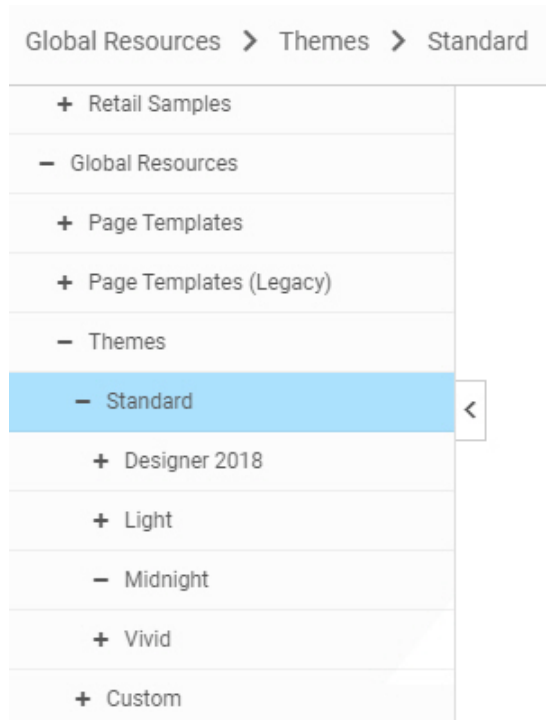 Global Resources > Themes > Standard
+ Retail Samples
− Global Resources
+ Page Templates
+ Page Templates (Legacy)
− Themes
− Standard
<
+ Designer 2018
+ Light
− Midnight
+ Vivid
+ Custom